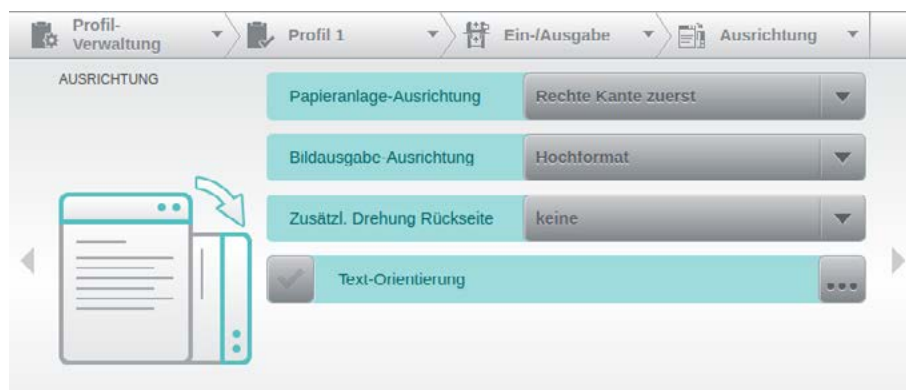 Profil-
Verwaltung
Profil 1
Ein-/Ausgabe
Ausrichtung
AUSRICHTUNG
Papieranlage-Ausrichtung
Rechte Kante zuerst
Bildausgabe-Ausrichtung
Hochformat
Zusätzl. Drehung Rückseite
keine
Text-Orientierung
...